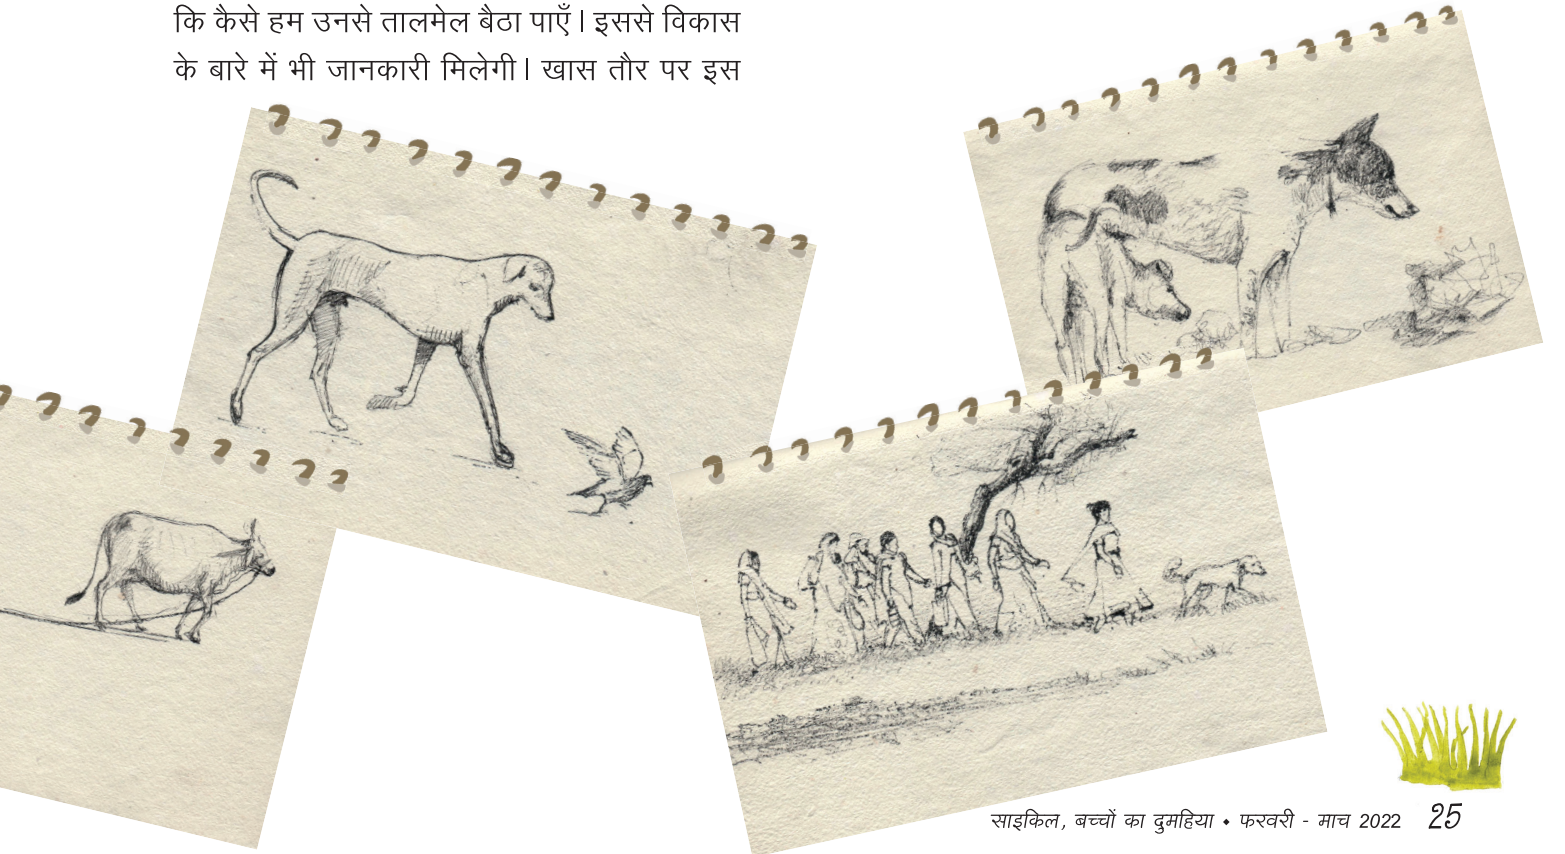 कि कैसे हम उनसे तालमेल बैठा पाएँ। इससे विकास
के बारे में भी जानकारी मिलेगी। खास तौर पर इस
साइकिल, बच्चों का दुमहिया ⬩ फरवरी - माच 2022 25